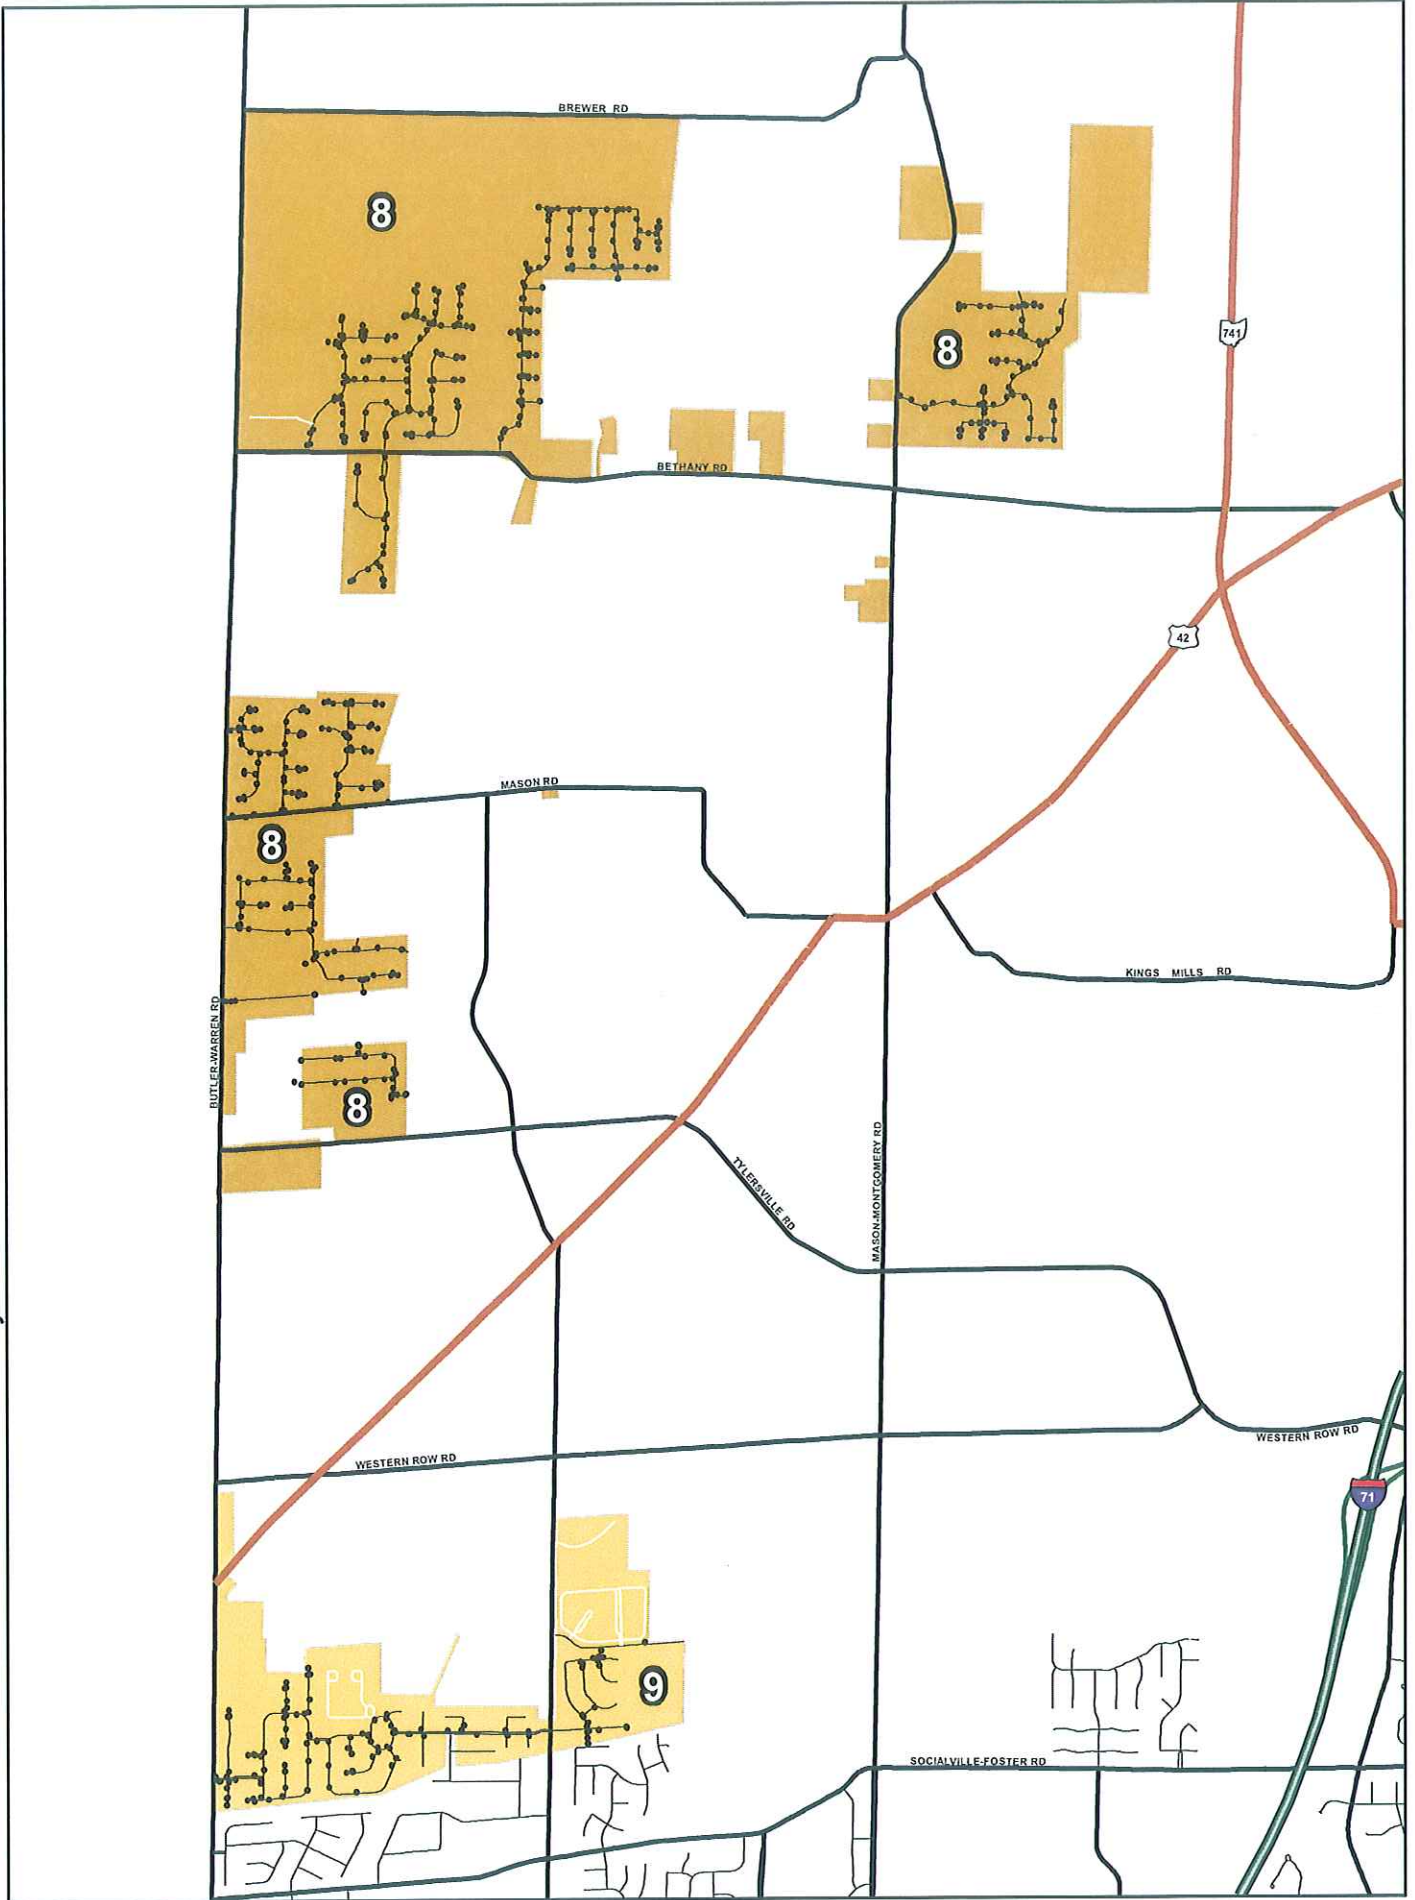 BREWER RD
8
741
8
BETHANY RD
42
MASON RD
8
KINGS MILLS RD
BUTLER-WARREN RD
8
TYLERSVILLE RD
MASON-MONTGOMERY RD
WESTERN ROW RD
WESTERN ROW RD
71
9
SOCIALVILLE-FOSTER RD